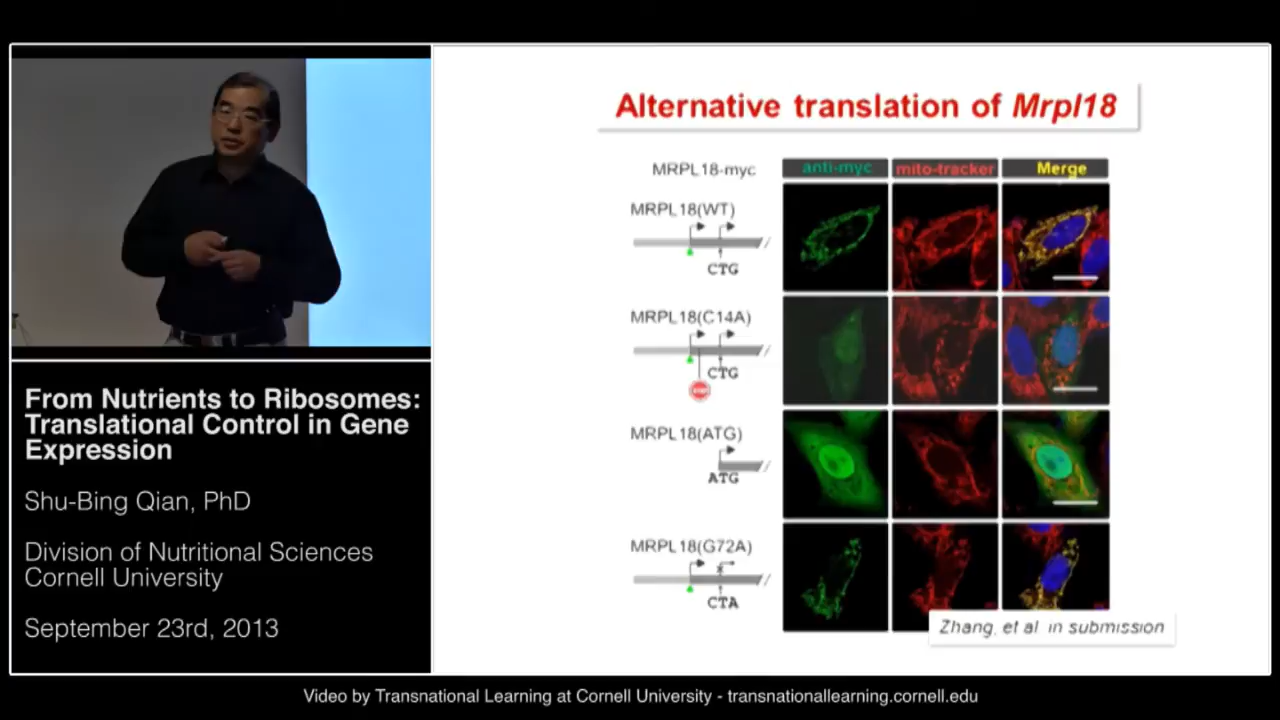 Alternative translation of Mrpl18
MRPL18-myc
anti-myc
mito-tracker
Merge
MRPL18(WT)
CTG
MRPL18(C14A)
CTG
MRPL18(ATG)
ATG
MRPL18(G72A)
CTA
Zhang, et al in submission
From Nutrients to Ribosomes:
Translational Control in Gene
Expression
Shu-Bing Qian, PhD
Division of Nutritional Sciences
Cornell University
September 23rd, 2013
Video by Transnational Learning at Cornell University - transnationallearning.cornell.edu